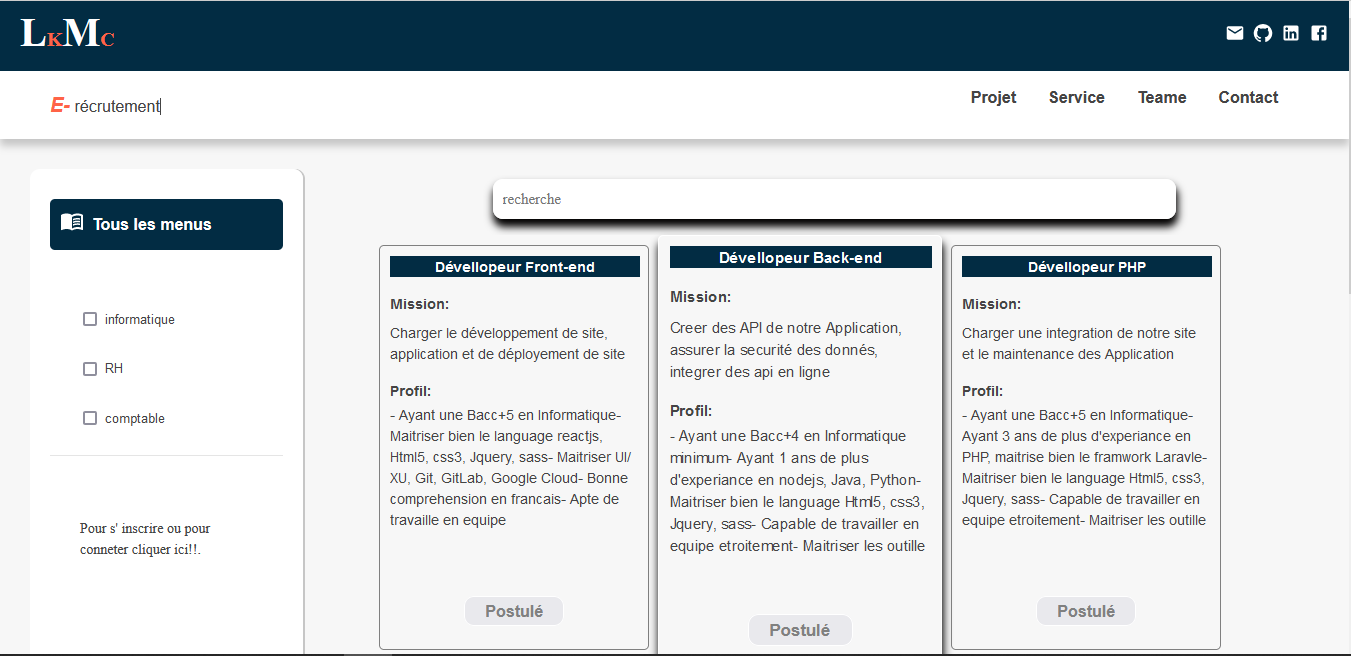 LKMC
E- récrutement
Projet Service Teame Contact
Tous les menus
informatique
RH
comptable
Pour s' inscrire ou pour
conneter cliquer ici!!.
recherche
Dévellopeur Front-end
Mission:
Charger le développement de site,
application et de déployement de site
Profil:
- Ayant une Bacc+5 en Informatique-
Maitriser bien le language reactjs,
Html5, css3, Jquery, sass- Maitriser UI/
XU, Git, GitLab, Google Cloud- Bonne
comprehension en francais- Apte de
travaille en equipe
Postulé
Dévellopeur Back-end
Mission:
Creer des API de notre Application,
assurer la securité des donnés,
integrer des api en ligne
Profil:
- Ayant une Bacc+4 en Informatique
minimum- Ayant 1 ans de plus
d'experiance en nodejs, Java, Python-
Maitriser bien le language Html5, css3,
Jquery, sass- Capable de travailler en
equipe etroitement- Maitriser les outille
Postulé
Dévellopeur PHP
Mission:
Charger une integration de notre site
et le maintenance des Application
Profil:
- Ayant une Bacc+5 en Informatique-
Ayant 3 ans de plus d'experiance en
PHP, maitrise bien le framwork Laravle-
Maitriser bien le language Html5, css3,
Jquery, sass- Capable de travailler en
equipe etroitement- Maitriser les outille
Postulé